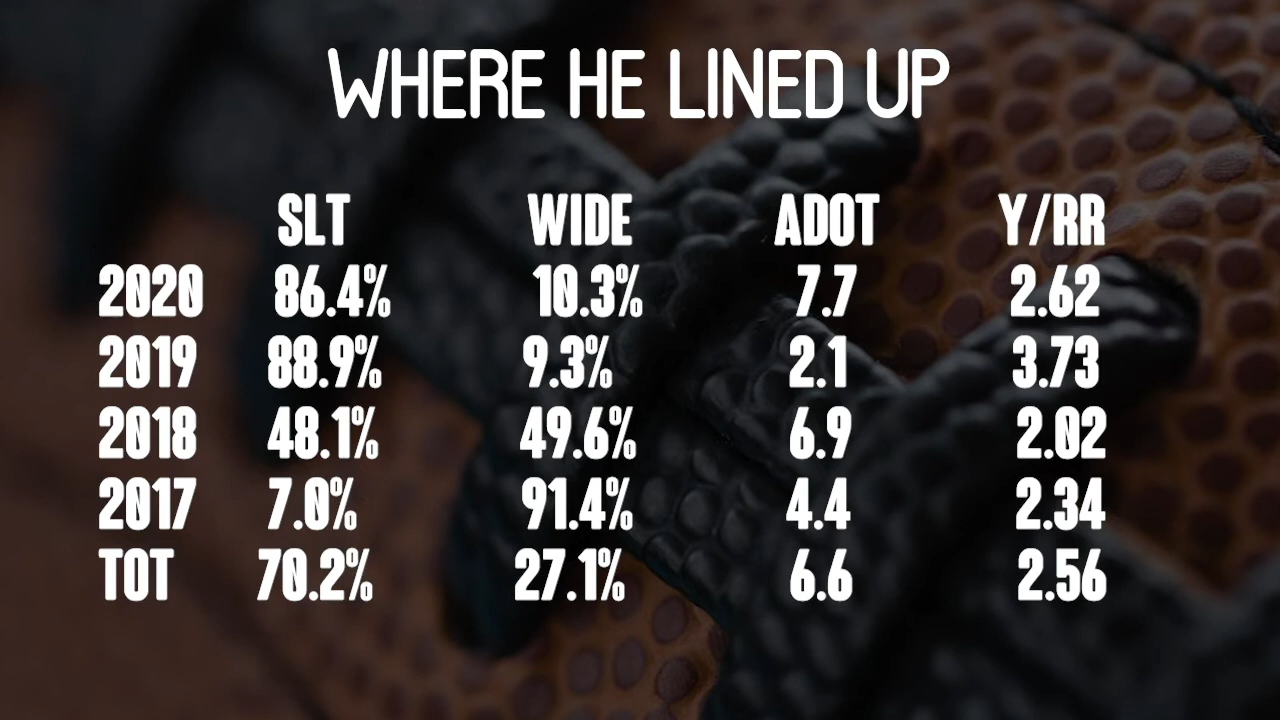 WHERE HE LINED UP
SLT WIDE ADOT Y/RR
2020 86.4% 10.3% 7.7 2.62
2019 88.9% 9.3% 2.1 3.73
2018 48.1% 49.6% 6.9 2.02
2017 7.0% 91.4% 4.4 2.34
TOT 70.2% 27.1% 6.6 2.56